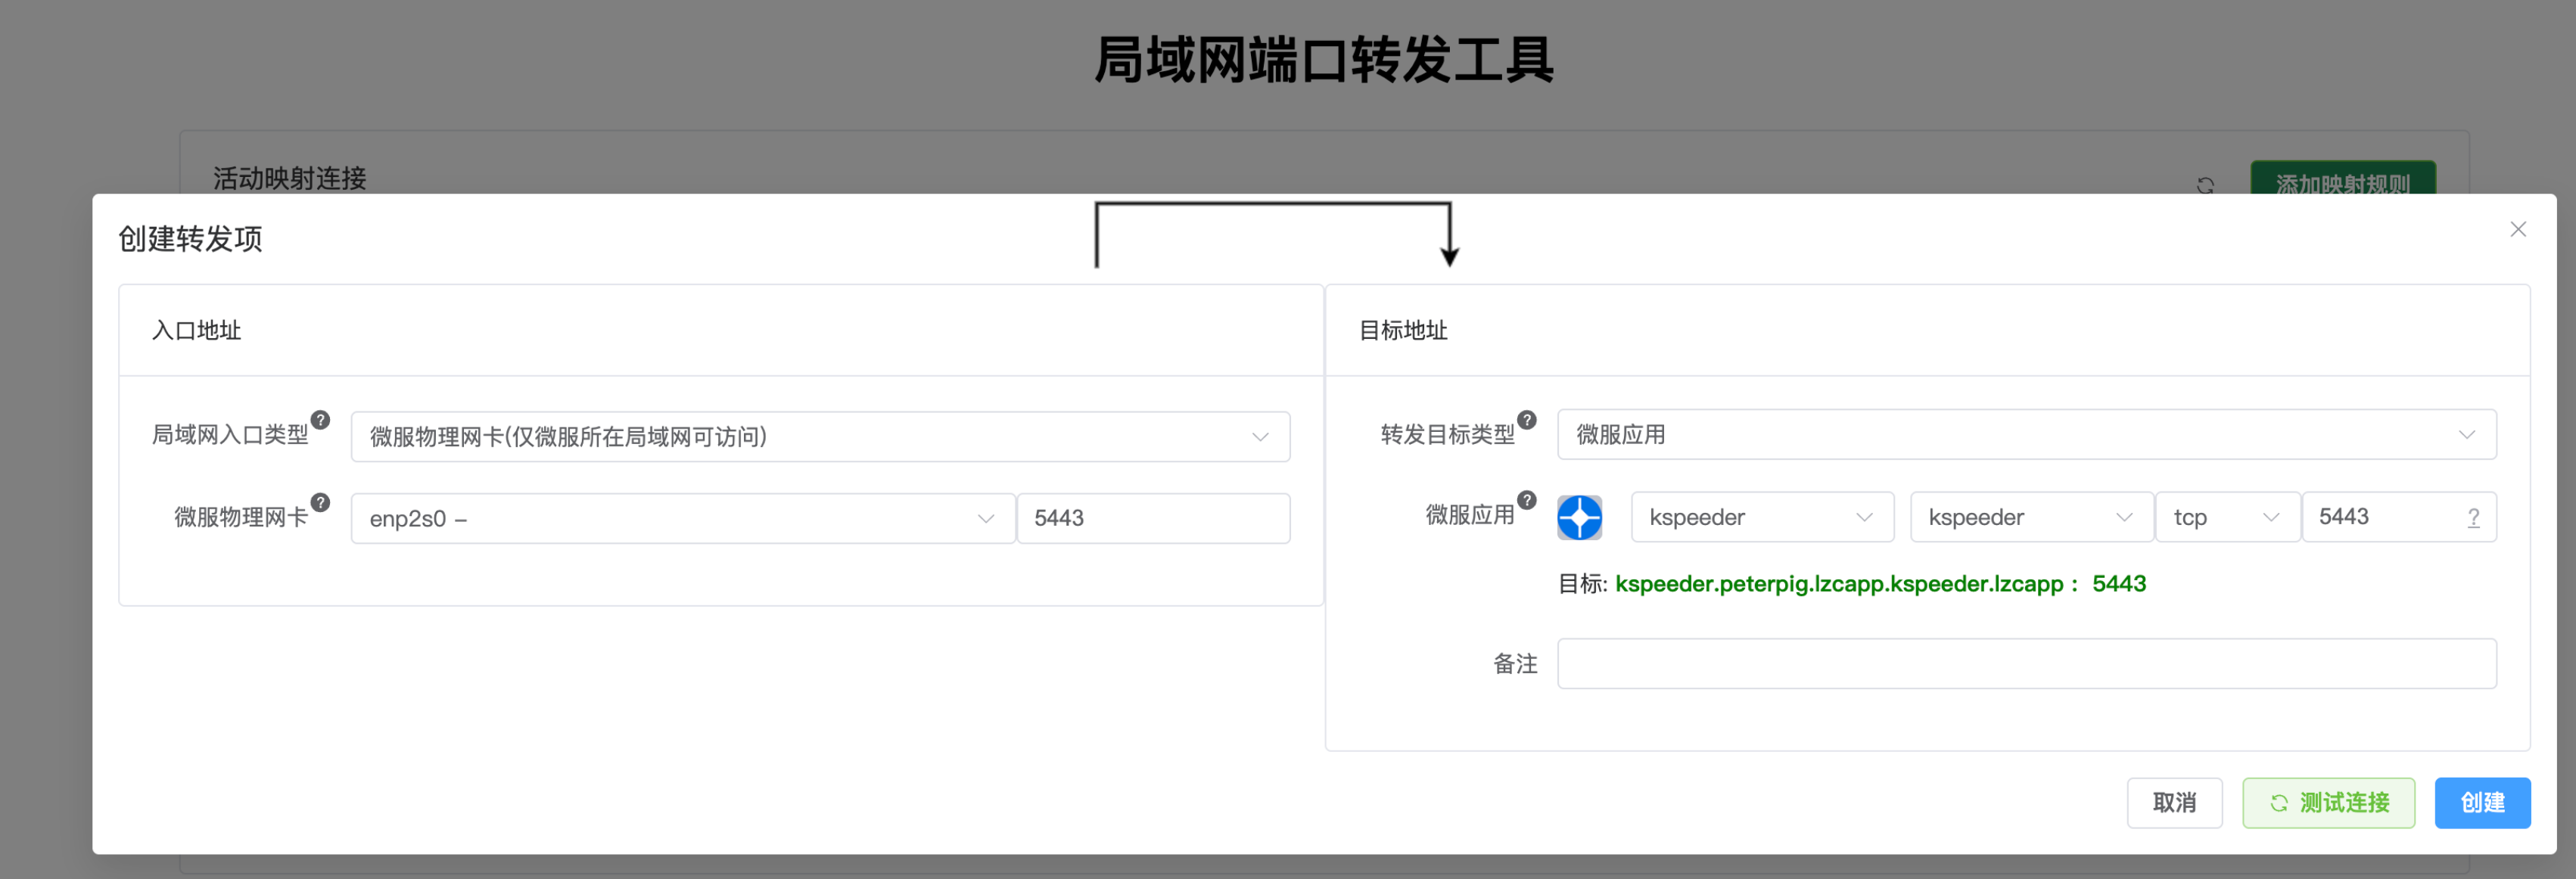 局域网端口转发工具
活动映射连接
添加映射规则
创建转发项
入口地址
局域网入口类型 ? 微服物理网卡(仅微服所在局域网可访问)
微服物理网卡 ? enp2s0 – 5443
目标地址
转发目标类型 ? 微服应用
微服应用 ? kspeeder kspeeder tcp 5443 ?
目标: kspeeder.peterpig.lzcapp.kspeeder.lzcapp : 5443
备注
取消 测试连接 创建